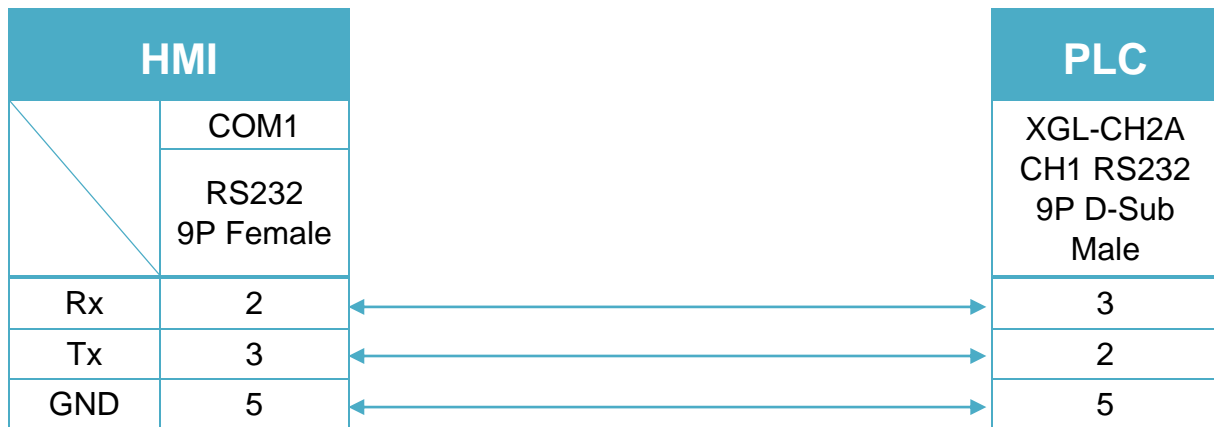 HMI
PLC
COM1
RS232
9P Female
XGL-CH2A
CH1 RS232
9P D-Sub
Male
Rx 2 3
Tx 3 2
GND 5 5